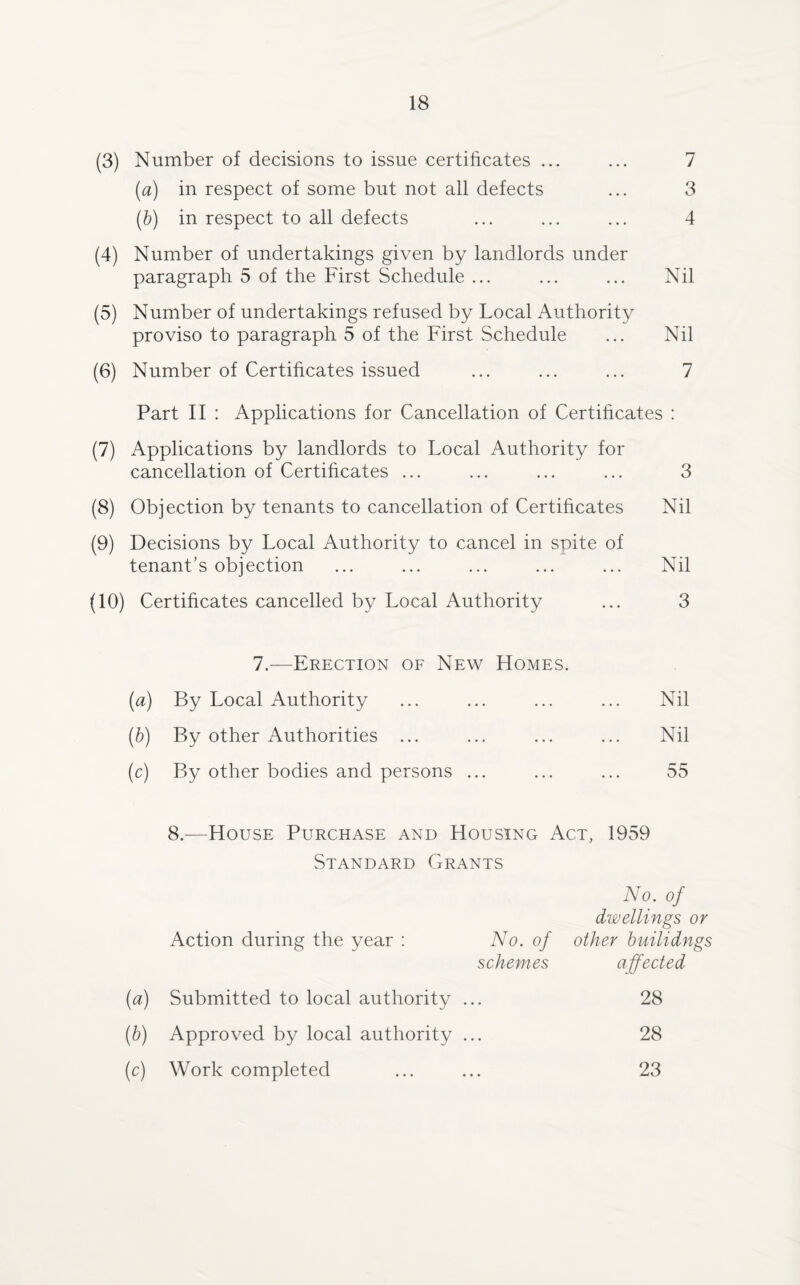 18
(3) Number of decisions to issue certificates ... ... 7
(a) in respect of some but not all defects ... 3
(b) in respect to all defects ... ... ... 4
(4) Number of undertakings given by landlords under
paragraph 5 of the First Schedule ... ... ... Nil
(5) Number of undertakings refused by Local Authority
proviso to paragraph 5 of the First Schedule ... Nil
(6) Number of Certificates issued ... ... ... 7
Part II : Applications for Cancellation of Certificates :
(7) Applications by landlords to Local Authority for
cancellation of Certificates ... ... ... ... 3
(8) Objection by tenants to cancellation of Certificates Nil
(9) Decisions by Local Authority to cancel in spite of
tenant's objection ... ... ... ... ... Nil
(10) Certificates cancelled by Local Authority ... 3
7.—Erection of New Homes.
(a) By Local Authority ... ... ... ... Nil
(b) By other Authorities ... ... ... ... Nil
(c) By other bodies and persons ... ... ... 55
8.—House Purchase and Housing Act, 1959
Standard Grants
No. of
dwellings or
Action during the year : No. of other builidngs
schemes affected
(a) Submitted to local authority ... 28
(b) Approved by local authority ... 28
(c) Work completed ... ... 23